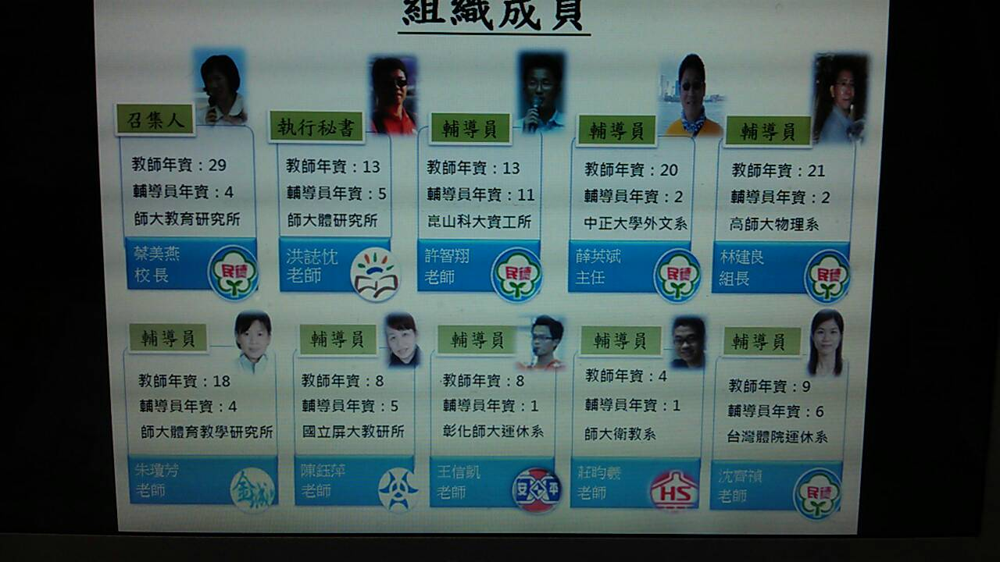 組織成員
召集人
教師年資：29
輔導員年資：4
師大教育研究所
蔡美燕
校長
民德
執行秘書
教師年資：13
輔導員年資：5
師大體研究所
洪誌忱
老師
輔導員
教師年資：13
輔導員年資：11
崑山科大資工所
許智翔
老師
民德
輔導員
教師年資：20
輔導員年資：2
中正大學外文系
薛英斌
主任
民德
輔導員
教師年資：21
輔導員年資：2
高師大物理系
林建良
組長
民德
輔導員
教師年資：18
輔導員年資：4
師大體育教學研究所
朱瓊芳
老師
金城
輔導員
教師年資：8
輔導員年資：5
國立屏大教研所
陳鈺萍
老師
輔導員
教師年資：8
輔導員年資：1
彰化師大運休系
王信凱
老師
安平
輔導員
教師年資：4
輔導員年資：1
師大衛教系
莊昀羲
老師
HS
輔導員
教師年資：9
輔導員年資：6
台灣體院運休系
沈齊禎
老師
民德